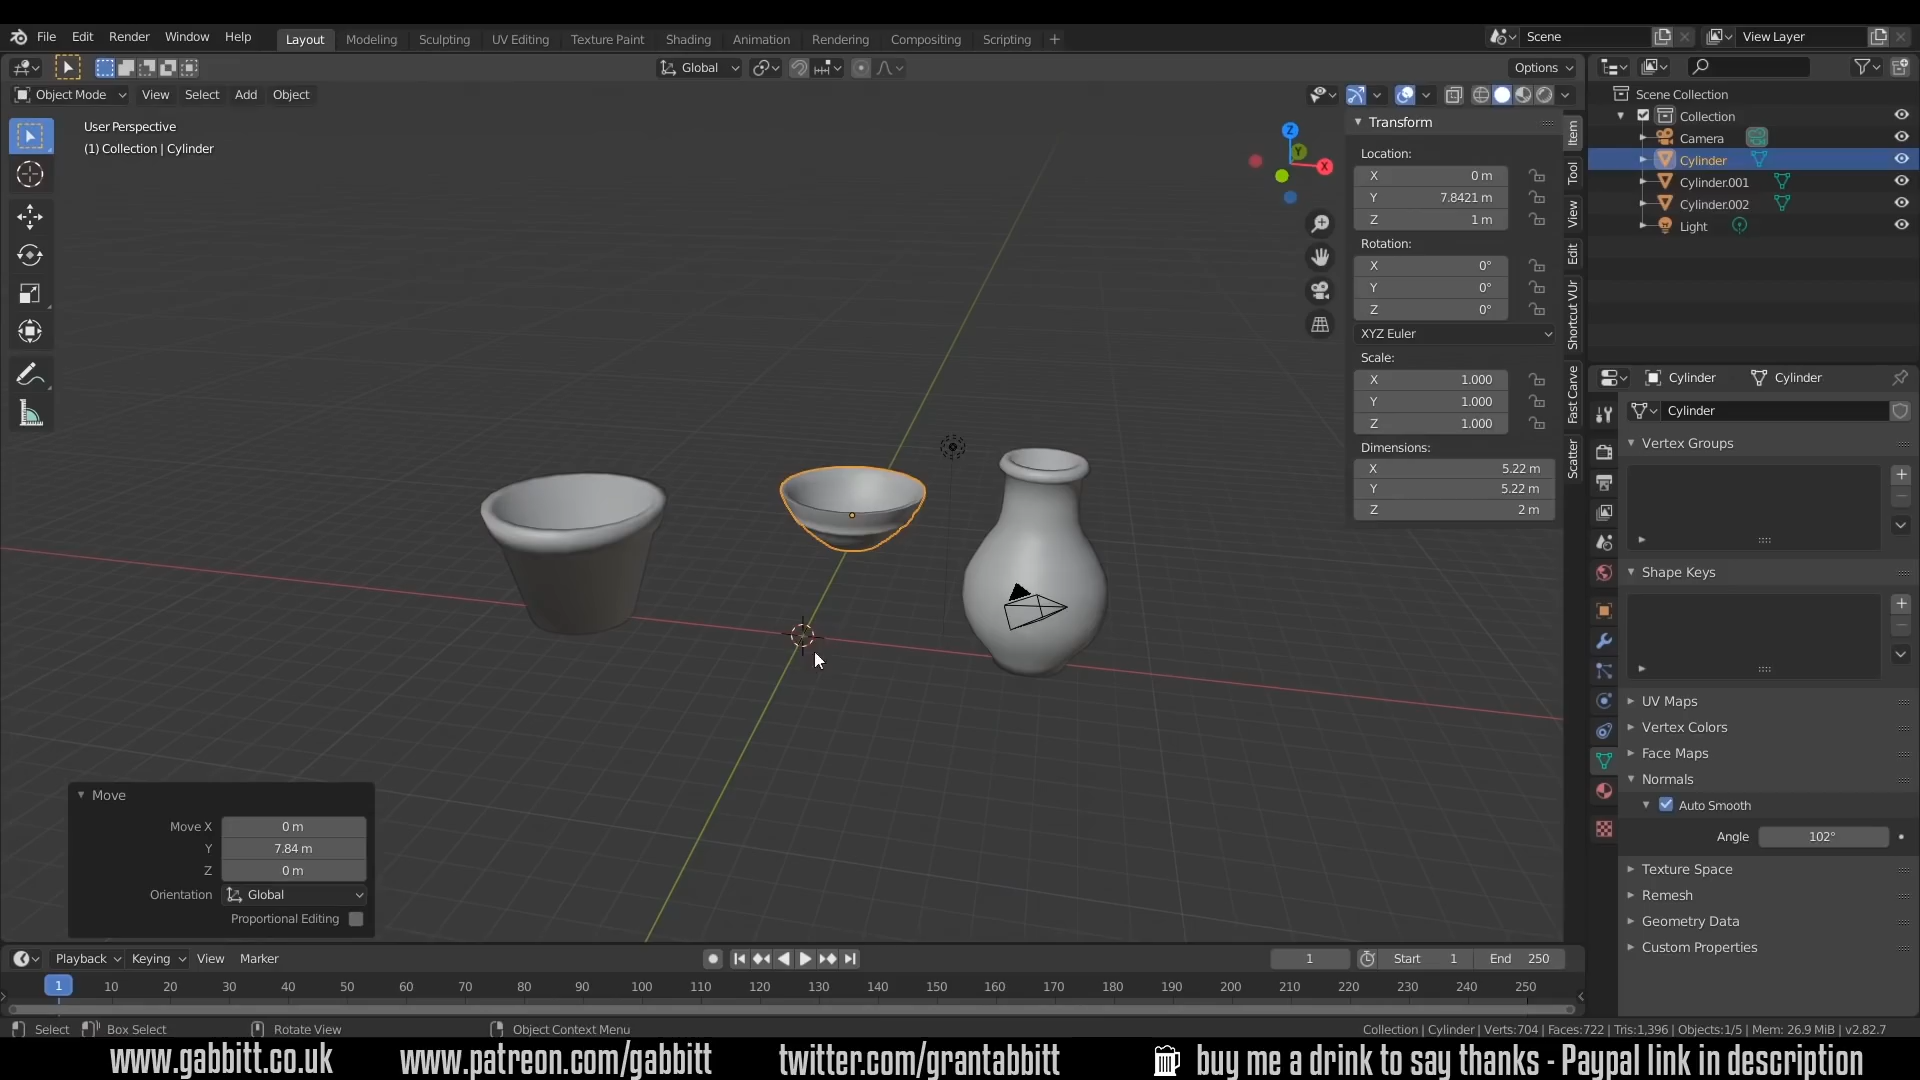 File Edit Render Window Help Layout Modeling Sculpting UV Editing Texture Paint Shading Animation Rendering Compositing Scripting + Scene View Layer
Global Options
Object Mode View Select Add Object
User Perspective
(1) Collection | Cylinder
Z
Y
X
Transform
Location:
X 0 m
Y 7.8421 m
Z 1 m
Rotation:
X 0°
Y 0°
Z 0°
XYZ Euler
Scale:
X 1.000
Y 1.000
Z 1.000
Dimensions:
X 5.22 m
Y 5.22 m
Z 2 m
Item
Tool
View
Edit
Shortcut VUr
Fast Carve
Scatter
Scene Collection
Collection
Camera
Cylinder
Cylinder.001
Cylinder.002
Light
Cylinder Cylinder
Cylinder
Vertex Groups
Shape Keys
UV Maps
Vertex Colors
Face Maps
Normals
Auto Smooth
Angle 102°
Texture Space
Remesh
Geometry Data
Custom Properties
Move
Move X 0 m
Y 7.84 m
Z 0 m
Orientation Global
Proportional Editing
Playback Keying View Marker 1 Start 1 End 250
1 10 20 30 40 50 60 70 80 90 100 110 120 130 140 150 160 170 180 190 200 210 220 230 240 250
Select Box Select Rotate View Object Context Menu Collection | Cylinder | Verts:704 | Faces:722 | Tris:1,396 | Objects:1/5 | Mem: 26.9 MiB | v2.82.7
www.gabbitt.co.uk www.patreon.com/gabbitt twitter.com/grantabbitt buy me a drink to say thanks - Paypal link in description